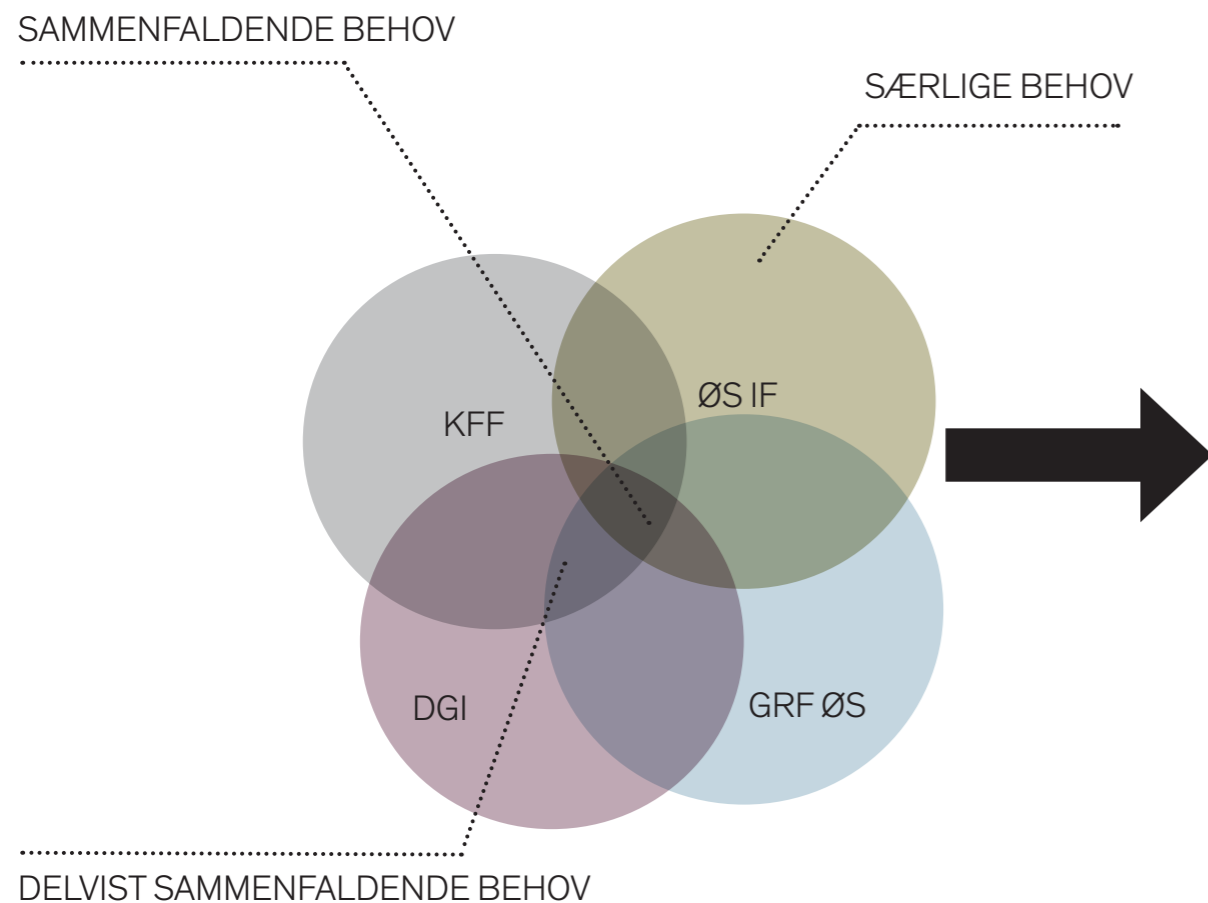 SAMMENFALDENDE BEHOV
SÆRLIGE BEHOV
ØS IF
KFF
DGI
GRF ØS
DELVIST SAMMENFALDENDE BEHOV